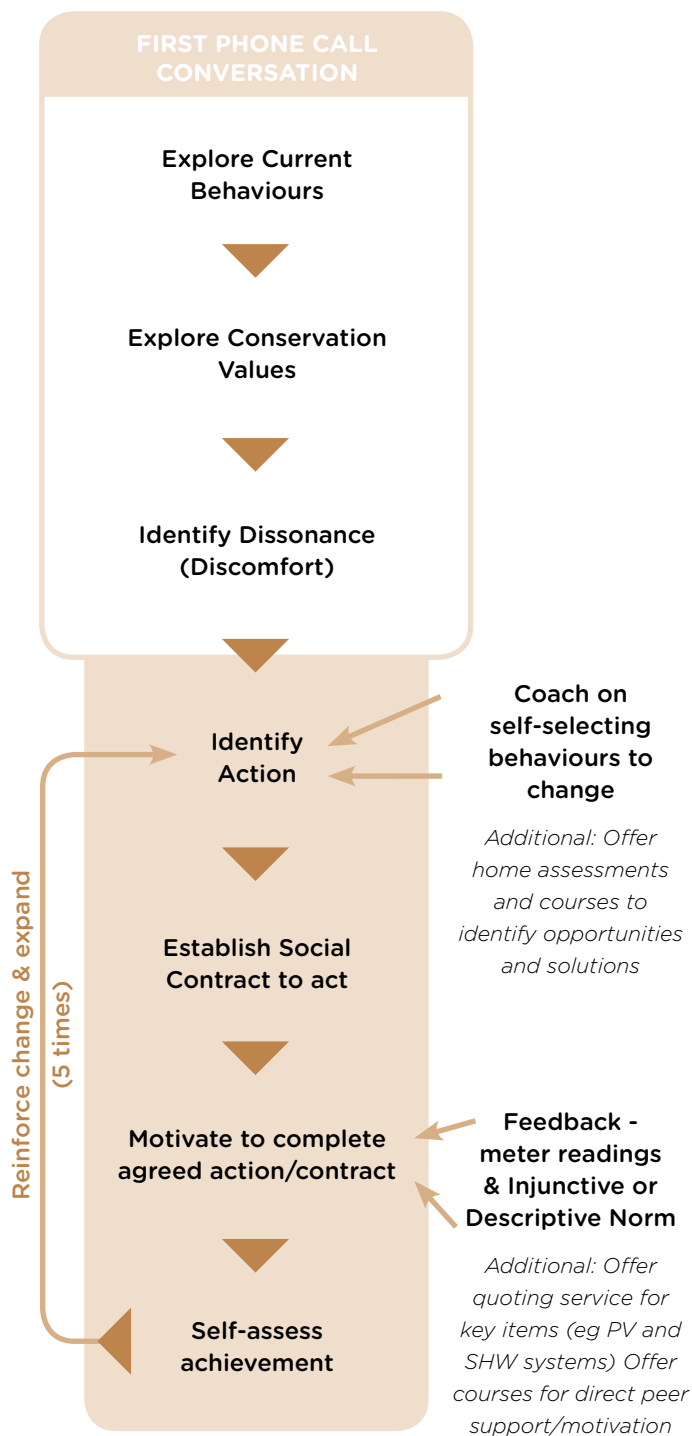 FIRST PHONE CALL
CONVERSATION
Explore Current
Behaviours
Explore Conservation
Values
Identify Dissonance
(Discomfort)
Identify
Action
Coach on
self-selecting
behaviours to
change
Additional: Offer
home assessments
and courses to
identify opportunities
and solutions
Establish Social
Contract to act
Motivate to complete
agreed action/contract
Feedback -
meter readings
& Injunctive or
Descriptive Norm
Additional: Offer
quoting service for
key items (eg PV and
SHW systems) Offer
courses for direct peer
support/motivation
Self-assess
achievement
Reinforce change & expand
(5 times)